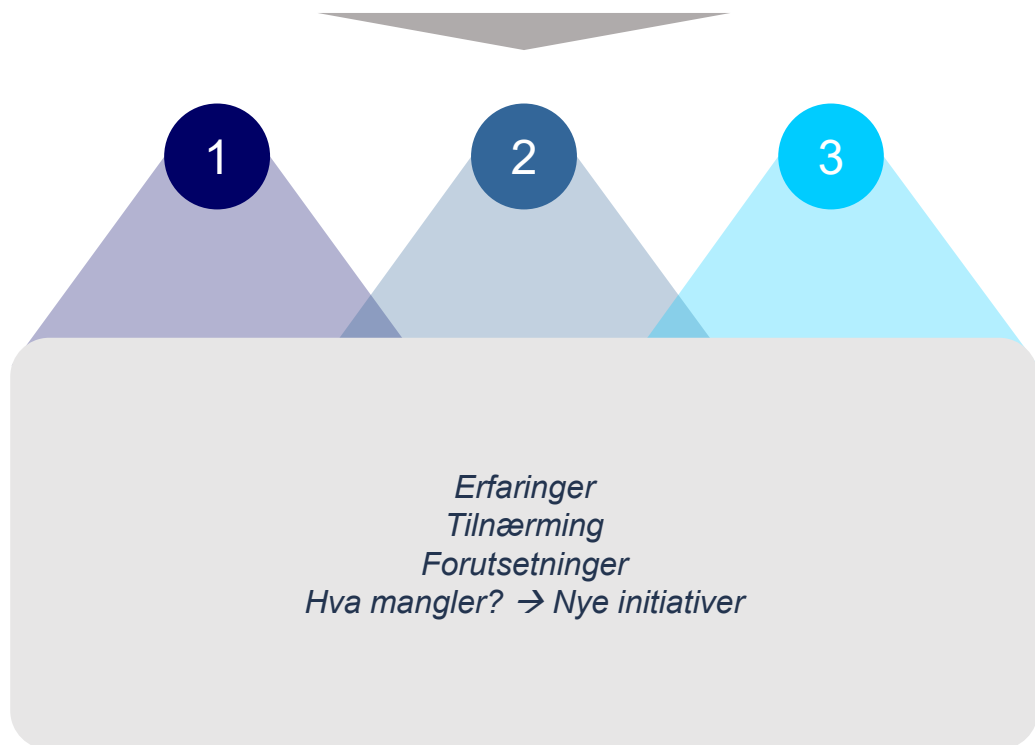 1 2 3
Erfaringer
Tilnærming
Forutsetninger
Hva mangler? → Nye initiativer